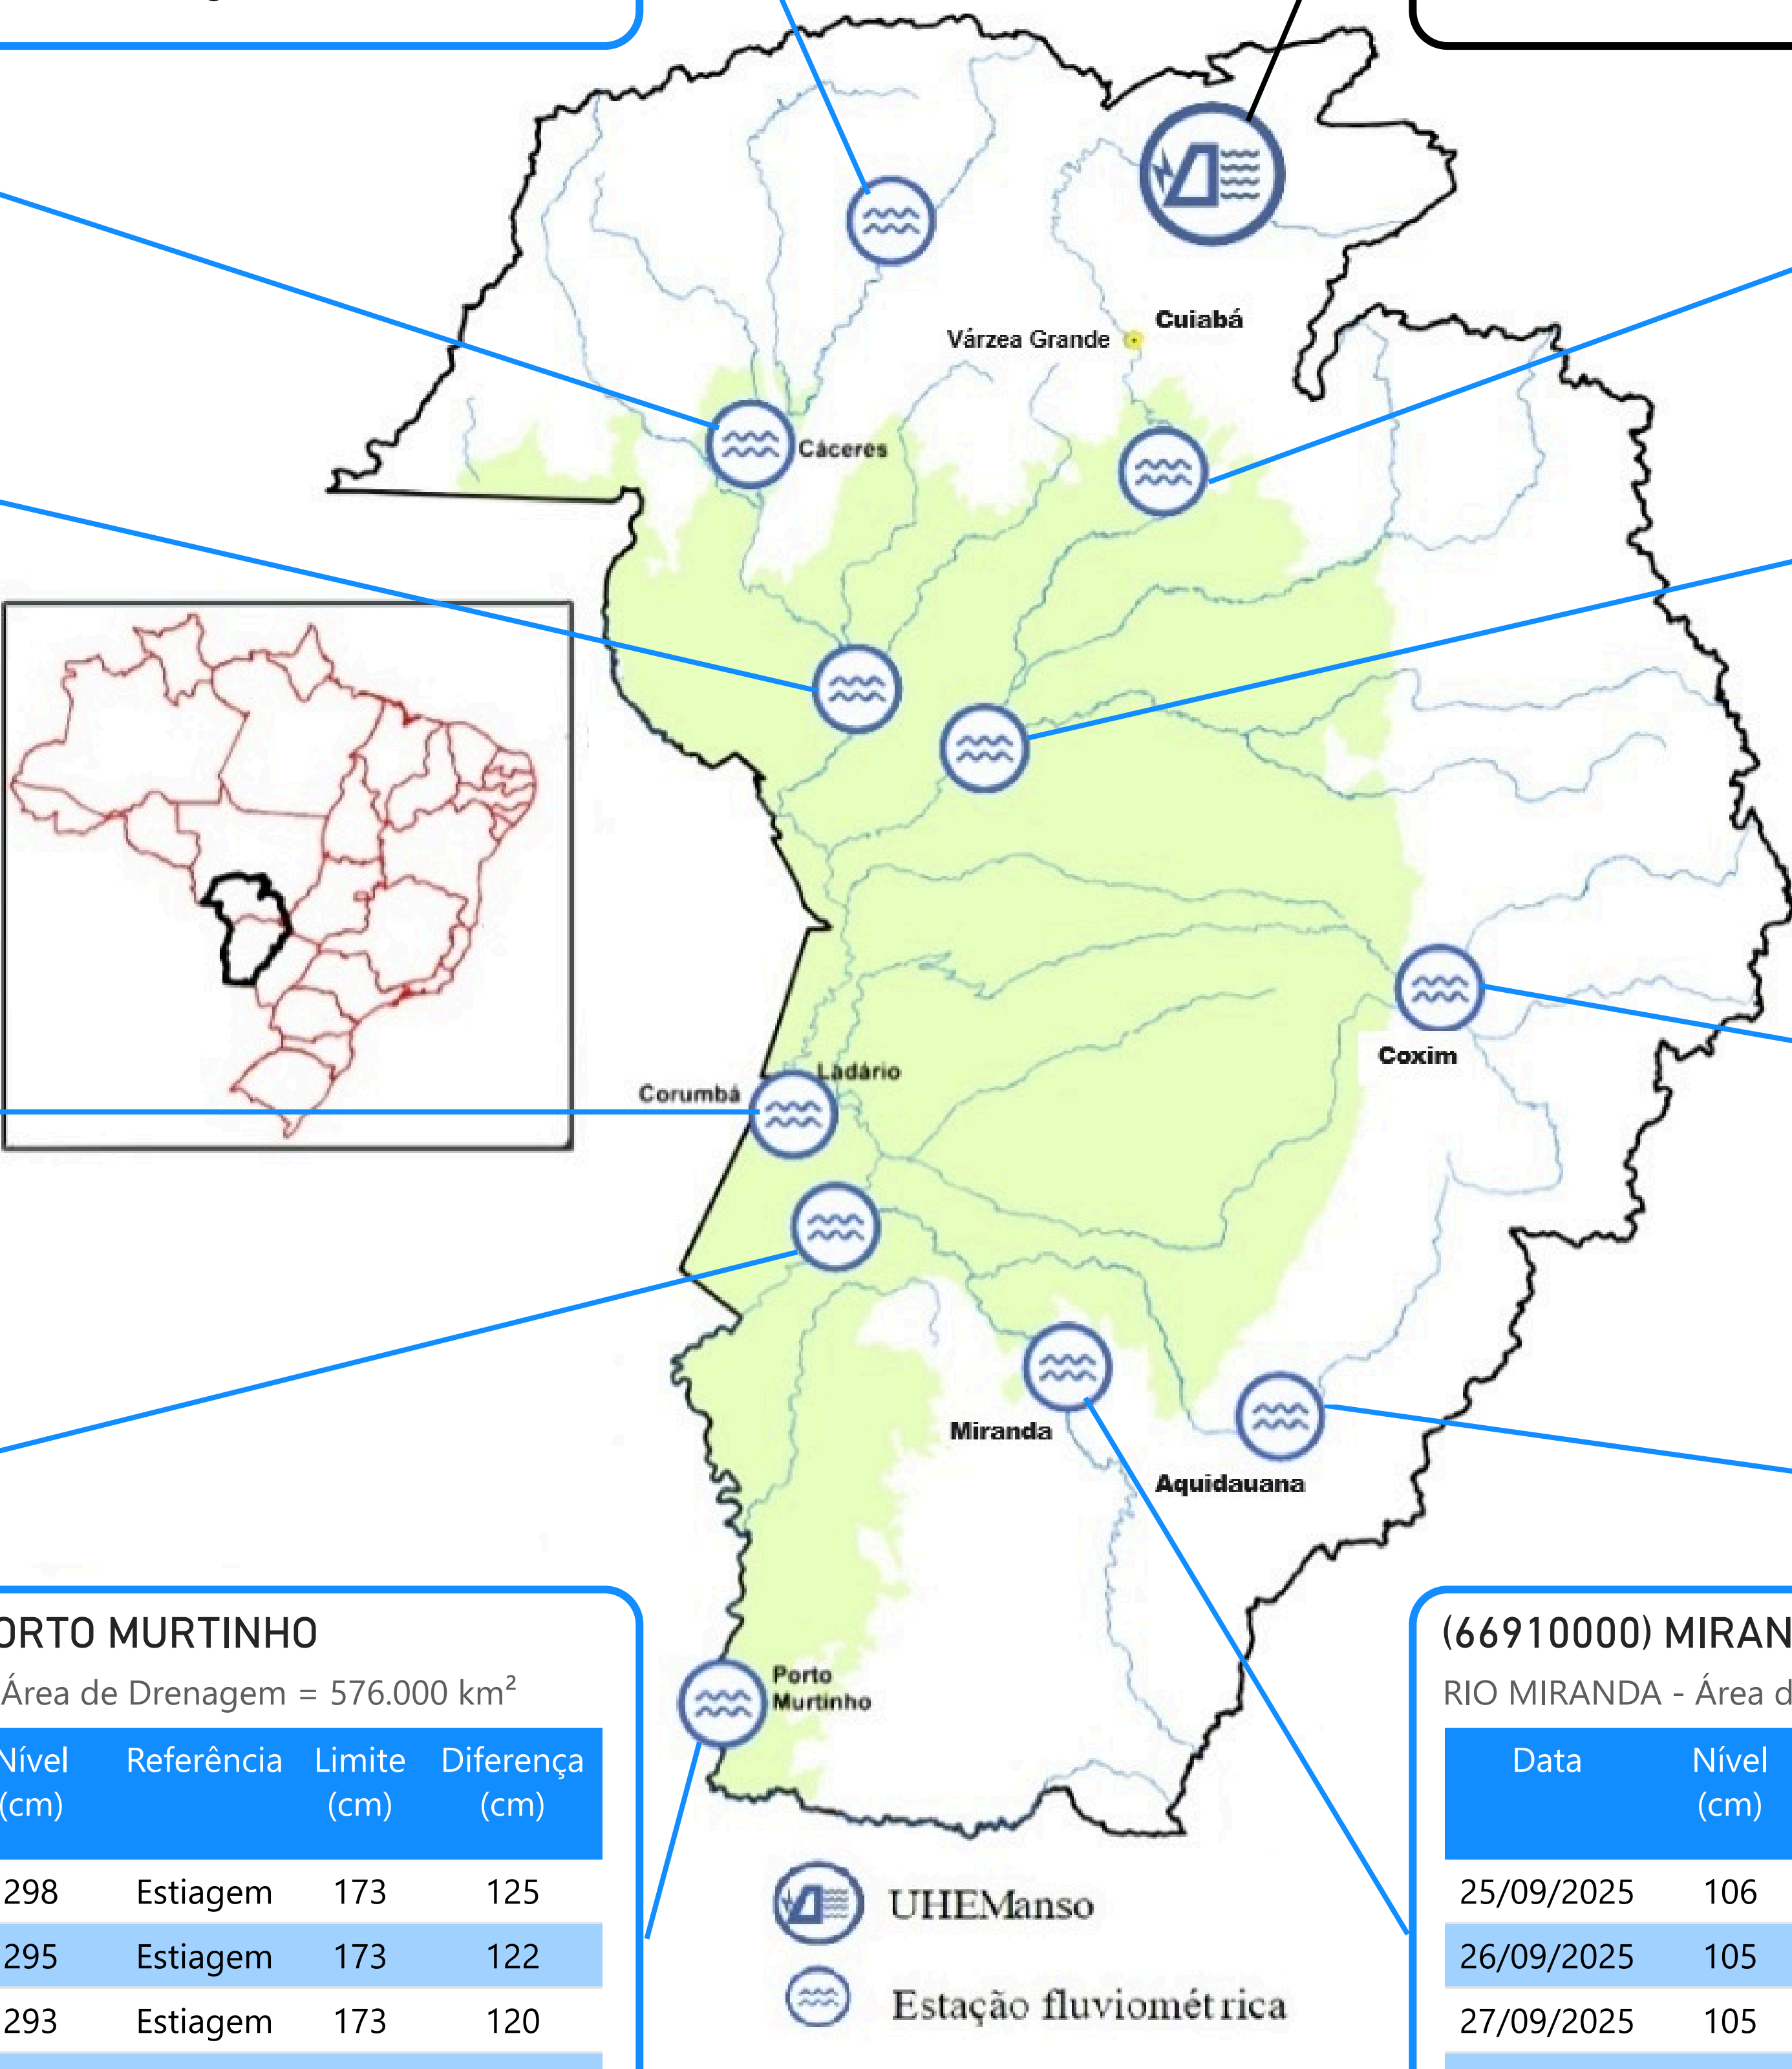 Cuiabá
Várzea Grande
Cáceres
Coxim
Ladário
Corumbá
Miranda
Aquidauana
Porto
Murtinho
ORTO MURTINHO
Área de Drenagem = 576.000 km²
Nível Referência Limite Diferença
(cm) (cm) (cm)
298 Estiagem 173 125
295 Estiagem 173 122
293 Estiagem 173 120
UHEManso
Estação fluviométrica
(66910000) MIRAN
RIO MIRANDA - Área d
Data Nível
(cm)
25/09/2025 106
26/09/2025 105
27/09/2025 105